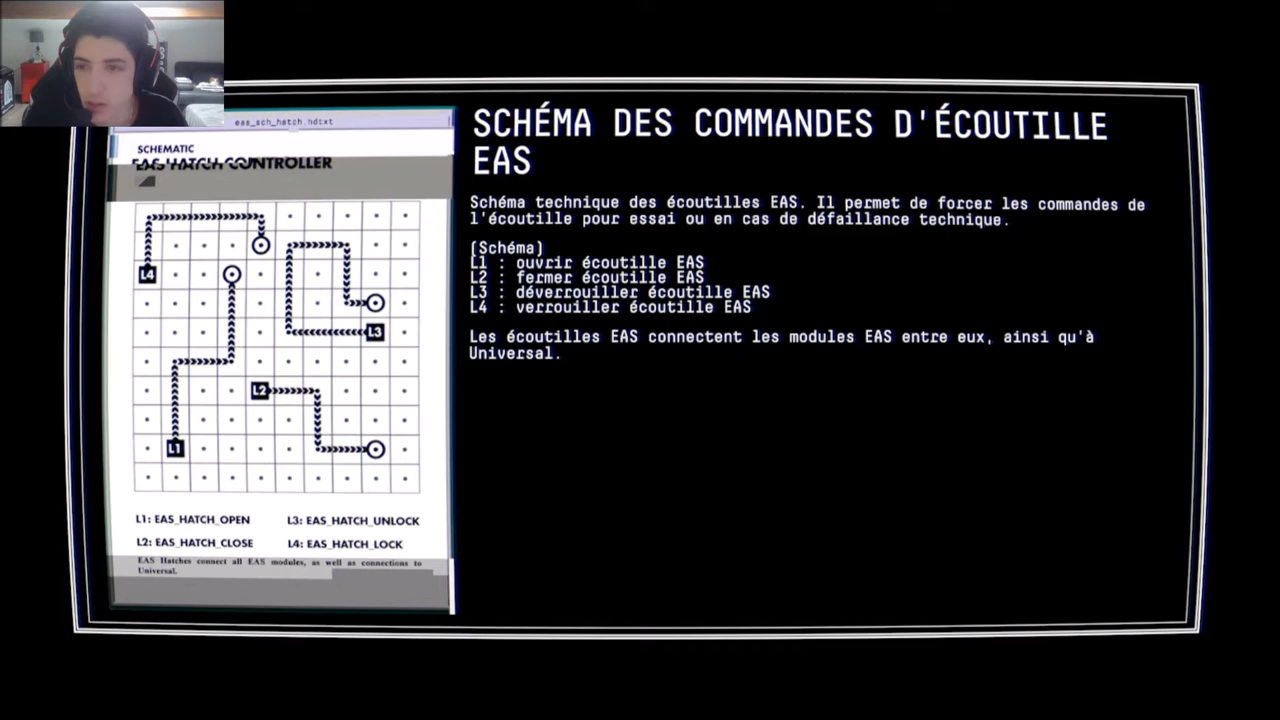 eas_sch_hatch.hdtxt
SCHEMATIC
EAS HATCH CONTROLLER
L4
L3
L2
L1
L1: EAS_HATCH_OPEN
L3: EAS_HATCH_UNLOCK
L2: EAS_HATCH_CLOSE
L4: EAS_HATCH_LOCK
EAS Hatches connect all EAS modules, as well as connections to
Universal.
SCHÉMA DES COMMANDES D'ÉCOUTILLE
EAS
Schéma technique des écoutilles EAS. Il permet de forcer les commandes de
l'écoutille pour essai ou en cas de défaillance technique.
(Schéma)
L1 : ouvrir écoutille EAS
L2 : fermer écoutille EAS
L3 : déverrouiller écoutille EAS
L4 : verrouiller écoutille EAS
Les écoutilles EAS connectent les modules EAS entre eux, ainsi qu'à
Universal.